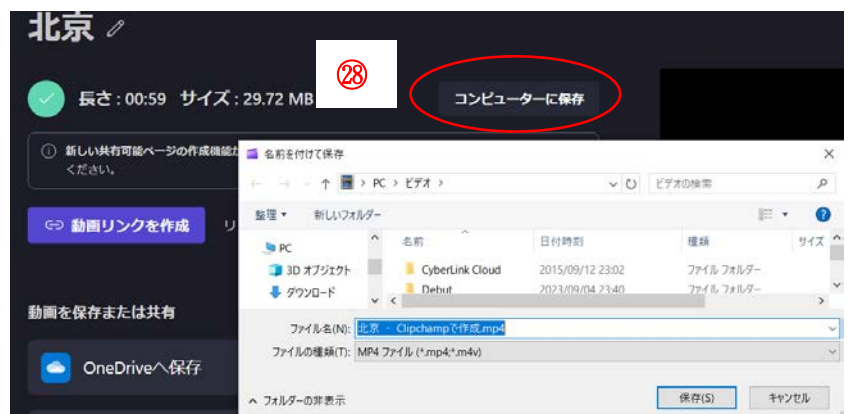 北京
㉘
長さ : 00:59 サイズ : 29.72 MB
コンピューターに保存
新しい共有可能ページの作成機能
ください。
動画リンクを作成 リ
動画を保存または共有
OneDriveへ保存
名前を付けて保存
PC › ビデオ ›
ビデオの検索
整理 新しいフォルダー
名前 日付時刻 種類 サイズ
PC
3D オブジェクト
ダウンロード
CyberLink Cloud 2015/09/12 23:02 ファイル フォルダー
Debut 2023/09/04 23:40 ファイル フォルダー
ファイル名(N): 北京 - Clipchampで作成.mp4
ファイルの種類(T): MP4 ファイル (*.mp4;*.m4v)
フォルダーの非表示
保存(S) キャンセル